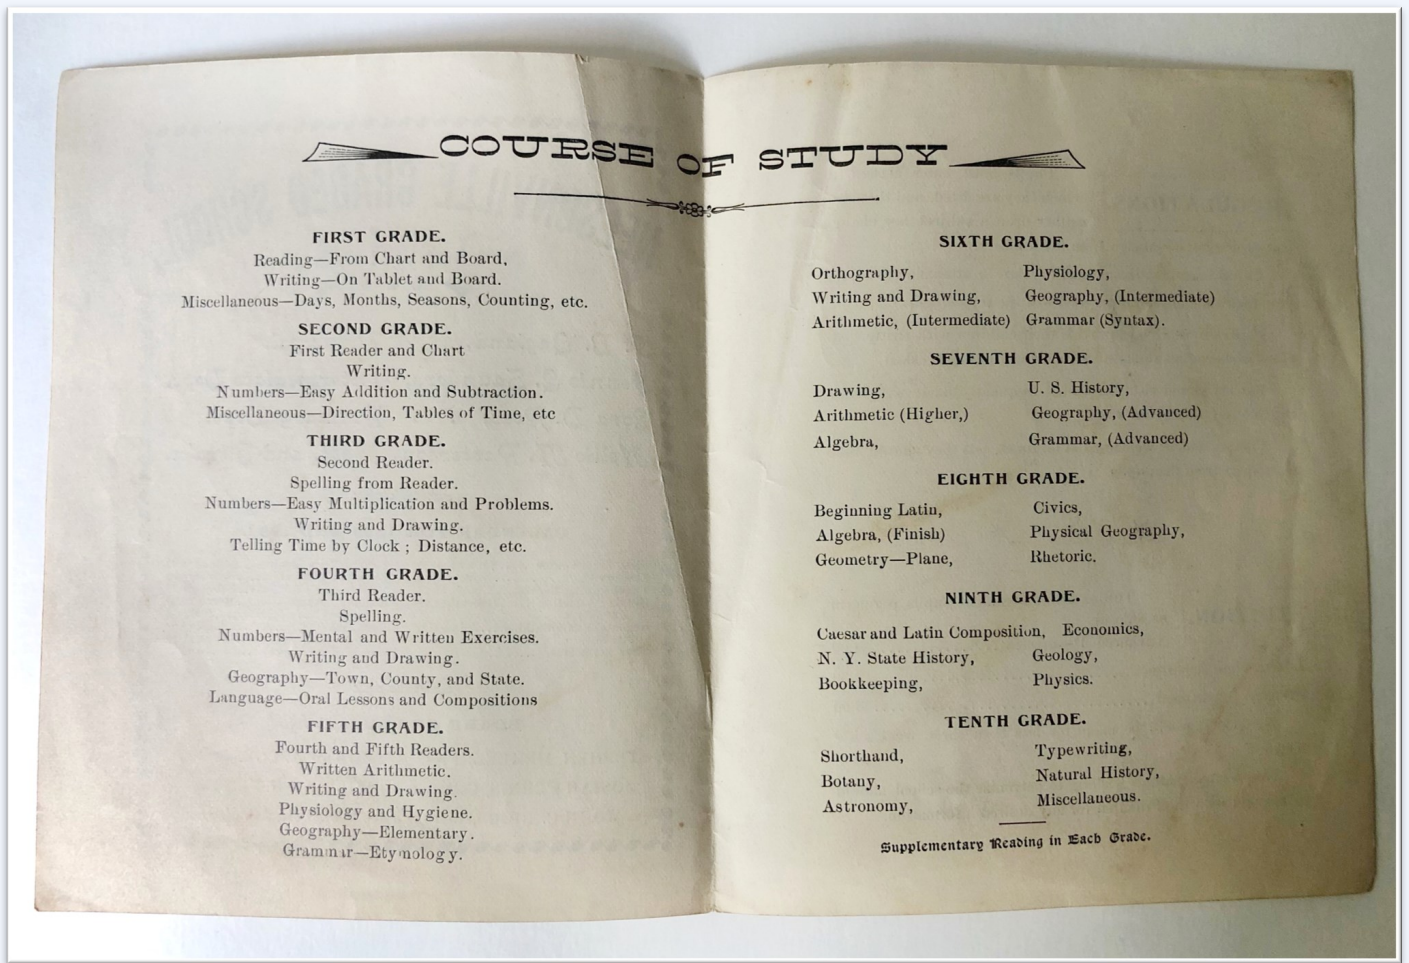 COURSE OF STUDY
FIRST GRADE.
Reading—From Chart and Board,
Writing—On Tablet and Board.
Miscellaneous—Days, Months, Seasons, Counting, etc.
SECOND GRADE.
First Reader and Chart
Writing.
Numbers—Easy Addition and Subtraction.
Miscellaneous—Direction, Tables of Time, etc
THIRD GRADE.
Second Reader.
Spelling from Reader.
Numbers—Easy Multiplication and Problems.
Writing and Drawing.
Telling Time by Clock ; Distance, etc.
FOURTH GRADE.
Third Reader.
Spelling.
Numbers—Mental and Written Exercises.
Writing and Drawing.
Geography—Town, County, and State.
Language—Oral Lessons and Compositions
FIFTH GRADE.
Fourth and Fifth Readers.
Written Arithmetic.
Writing and Drawing.
Physiology and Hygiene.
Geography—Elementary.
Grammar—Etymology.
SIXTH GRADE.
Orthography, Physiology,
Writing and Drawing, Geography, (Intermediate)
Arithmetic, (Intermediate) Grammar (Syntax).
SEVENTH GRADE.
Drawing, U. S. History,
Arithmetic (Higher,) Geography, (Advanced)
Algebra, Grammar, (Advanced)
EIGHTH GRADE.
Beginning Latin, Civics,
Algebra, (Finish) Physical Geography,
Geometry—Plane, Rhetoric.
NINTH GRADE.
Caesar and Latin Composition, Economics,
N. Y. State History, Geology,
Bookkeeping, Physics.
TENTH GRADE.
Shorthand, Typewriting,
Botany, Natural History,
Astronomy, Miscellaneous.
Supplementary Reading in Each Grade.